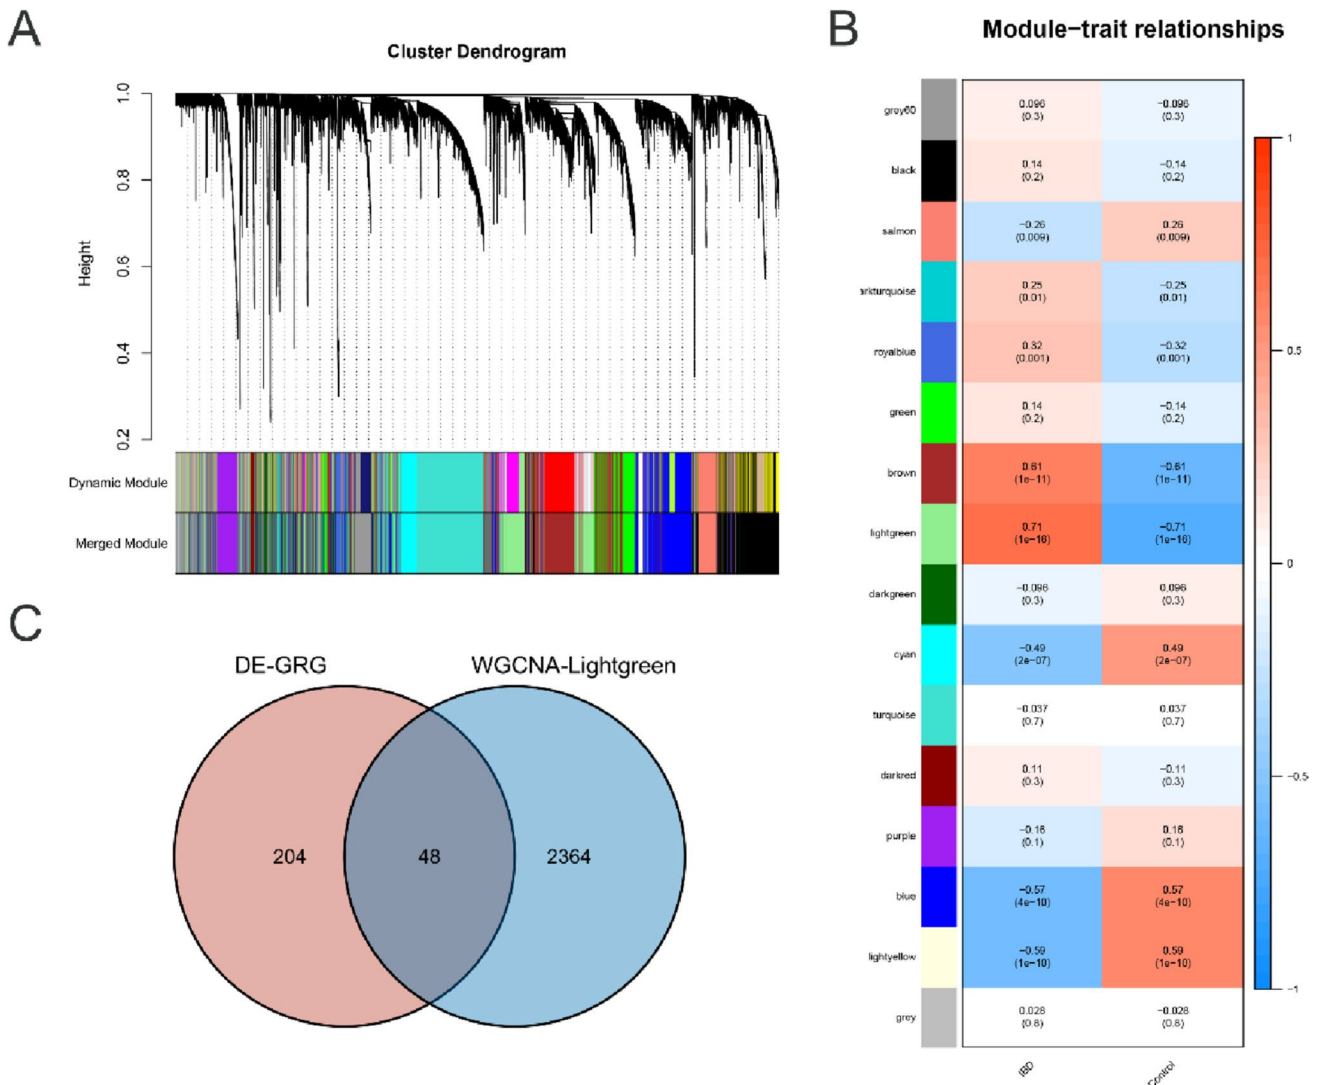 A
Cluster Dendrogram
Height
1.0
0.8
0.6
0.4
0.2
Dynamic Module
Merged Module
B
Module-trait relationships
grey60
0.096
(0.3)
-0.096
(0.3)
black
0.14
(0.2)
-0.14
(0.2)
salmon
-0.26
(0.009)
0.26
(0.009)
arkturquoise
0.25
(0.01)
-0.25
(0.01)
royalblue
0.32
(0.001)
-0.32
(0.001)
green
0.14
(0.2)
-0.14
(0.2)
brown
0.61
(1e-11)
-0.61
(1e-11)
lightgreen
0.71
(1e-16)
-0.71
(1e-16)
darkgreen
-0.096
(0.3)
0.096
(0.3)
cyan
-0.49
(2e-07)
0.49
(2e-07)
turquoise
-0.037
(0.7)
0.037
(0.7)
darkred
0.11
(0.3)
-0.11
(0.3)
purple
-0.16
(0.1)
0.16
(0.1)
blue
-0.57
(4e-10)
0.57
(4e-10)
lightyellow
-0.59
(1e-10)
0.59
(1e-10)
grey
0.028
(0.8)
-0.028
(0.8)
IBD
Control
1
0.5
0
-0.5
-1
C
DE-GRG
WGCNA-Lightgreen
204
48
2364